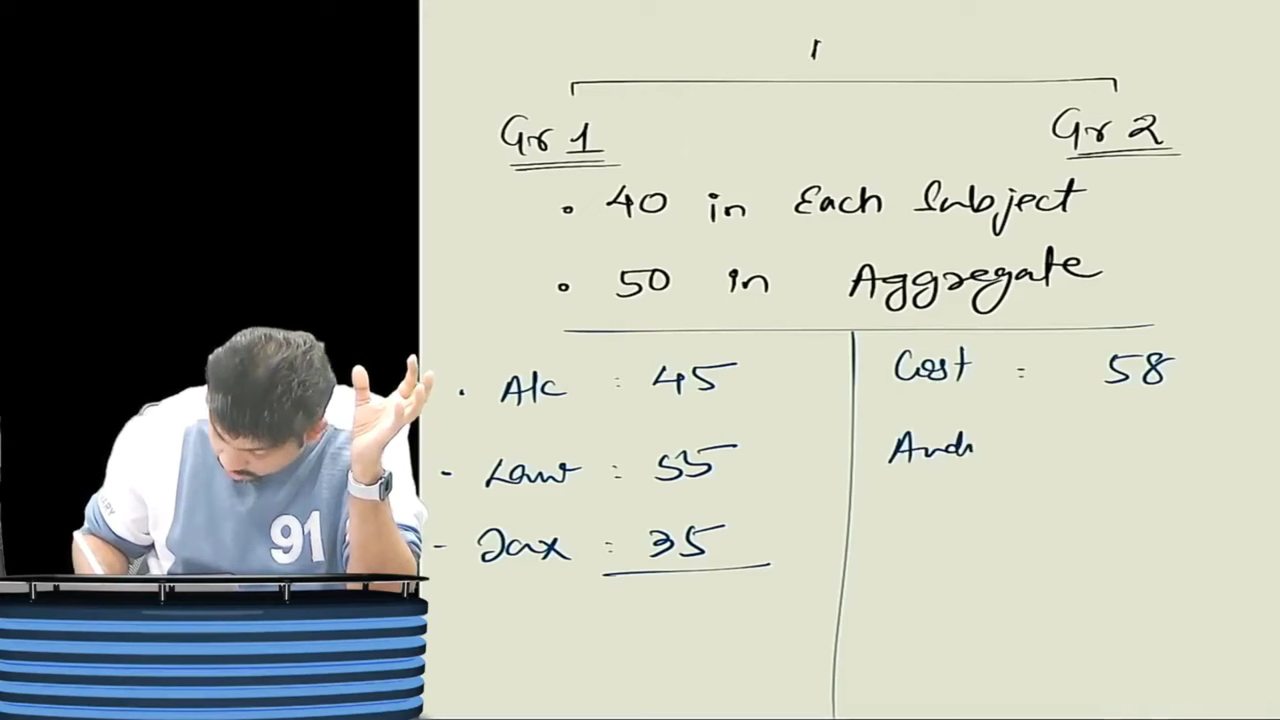 Gr 1 Gr 2
• 40 in Each Subject
• 50 in Aggregate
• A/c : 45
- Law : 55
- Tax : 35
Cost : 58
Aud
91